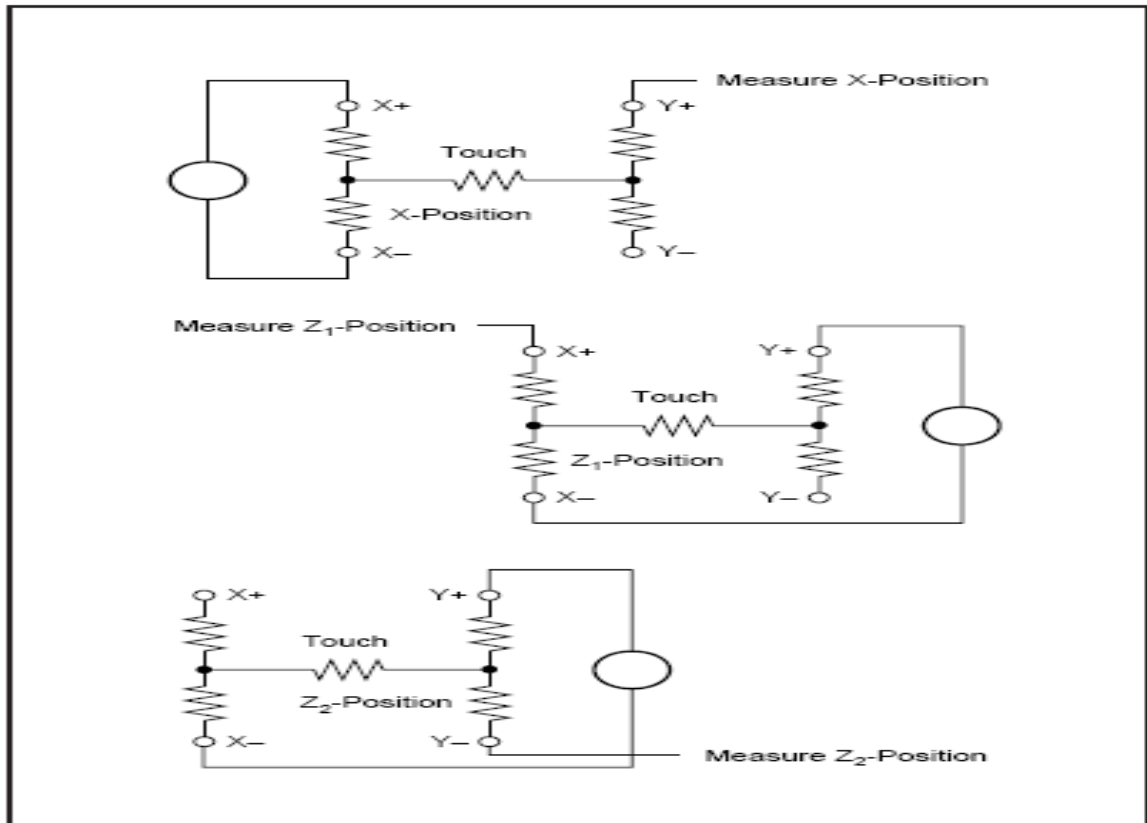 Measure X-Position
X+
Y+
Touch
X-Position
X–
Y–
Measure Z₁-Position
X+
Y+
Touch
Z₁-Position
X–
Y–
X+
Y+
Touch
Z₂-Position
X–
Y–
Measure Z₂-Position